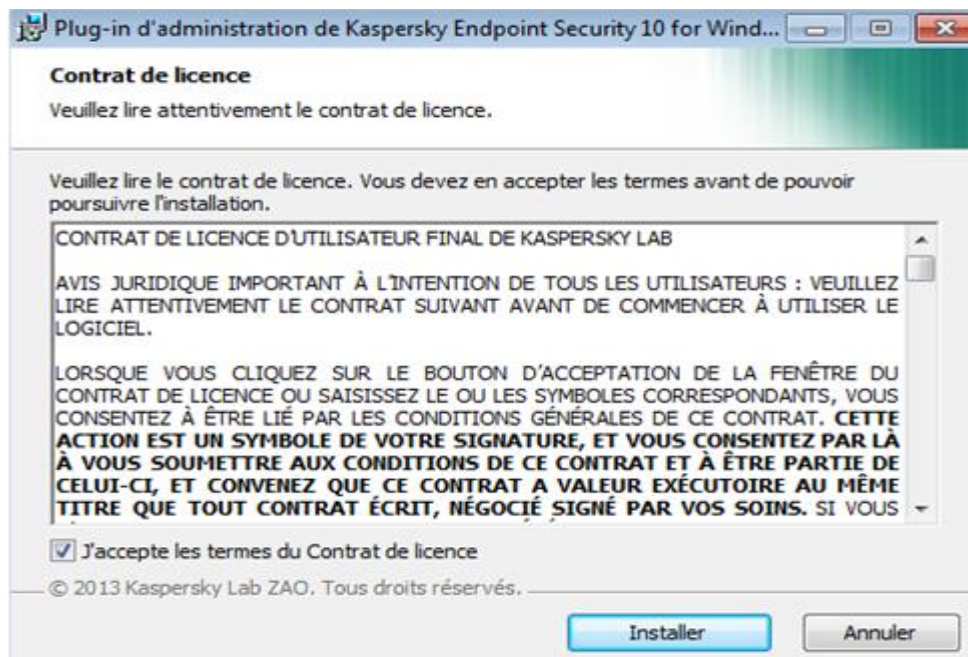 Plug-in d'administration de Kaspersky Endpoint Security 10 for Wind...
Contrat de licence
Veuillez lire attentivement le contrat de licence.
Veuillez lire le contrat de licence. Vous devez en accepter les termes avant de pouvoir
poursuivre l'installation.
CONTRAT DE LICENCE D'UTILISATEUR FINAL DE KASPERSKY LAB
AVIS JURIDIQUE IMPORTANT À L'INTENTION DE TOUS LES UTILISATEURS : VEUILLEZ
LIRE ATTENTIVEMENT LE CONTRAT SUIVANT AVANT DE COMMENCER À UTILISER LE
LOGICIEL.
LORSQUE VOUS CLIQUEZ SUR LE BOUTON D'ACCEPTATION DE LA FENÊTRE DU
CONTRAT DE LICENCE OU SAISISSEZ LE OU LES SYMBOLES CORRESPONDANTS, VOUS
CONSENTEZ À ÊTRE LIÉ PAR LES CONDITIONS GÉNÉRALES DE CE CONTRAT. CETTE
ACTION EST UN SYMBOLE DE VOTRE SIGNATURE, ET VOUS CONSENTEZ PAR LÀ
À VOUS SOUMETTRE AUX CONDITIONS DE CE CONTRAT ET À ÊTRE PARTIE DE
CELUI-CI, ET CONVENEZ QUE CE CONTRAT A VALEUR EXÉCUTOIRE AU MÊME
TITRE QUE TOUT CONTRAT ÉCRIT, NÉGOCIÉ SIGNÉ PAR VOS SOINS. SI VOUS
J'accepte les termes du Contrat de licence
© 2013 Kaspersky Lab ZAO. Tous droits réservés.
Installer
Annuler